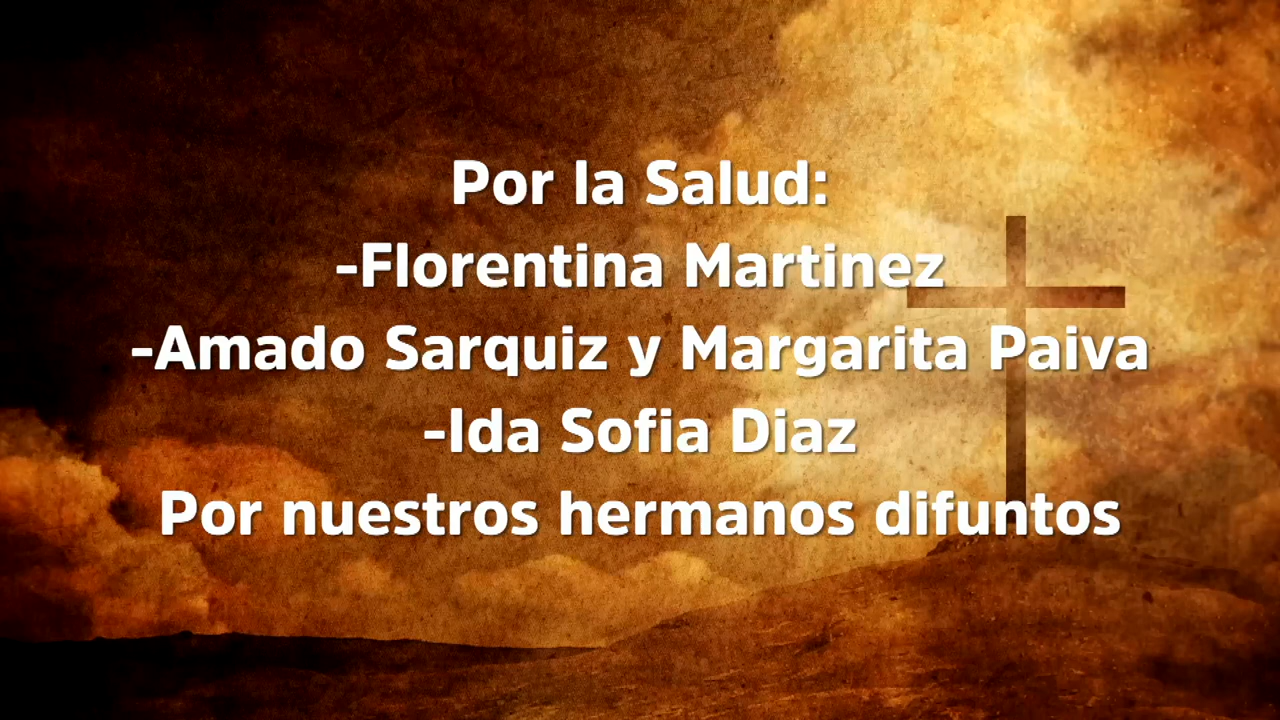 Por la Salud:
-Florentina Martinez
-Amado Sarquiz y Margarita Paiva
-Ida Sofia Diaz
Por nuestros hermanos difuntos